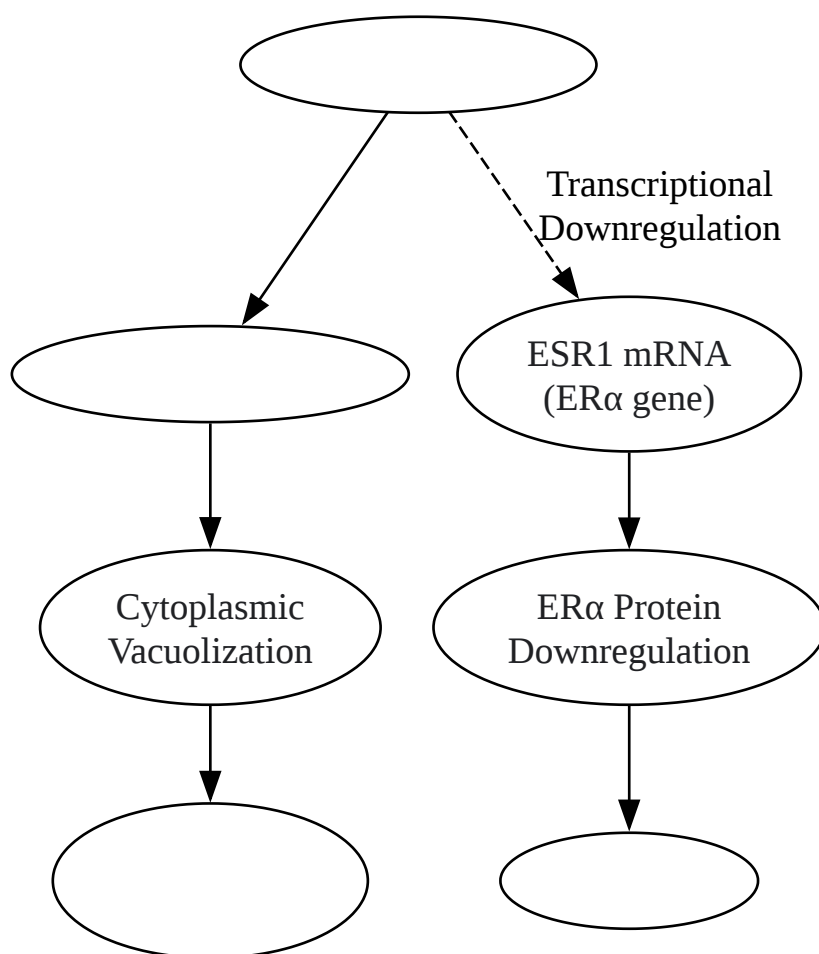 Transcriptional
Downregulation
ESR1 mRNA
(ERα gene)
Cytoplasmic
Vacuolization
ERα Protein
Downregulation